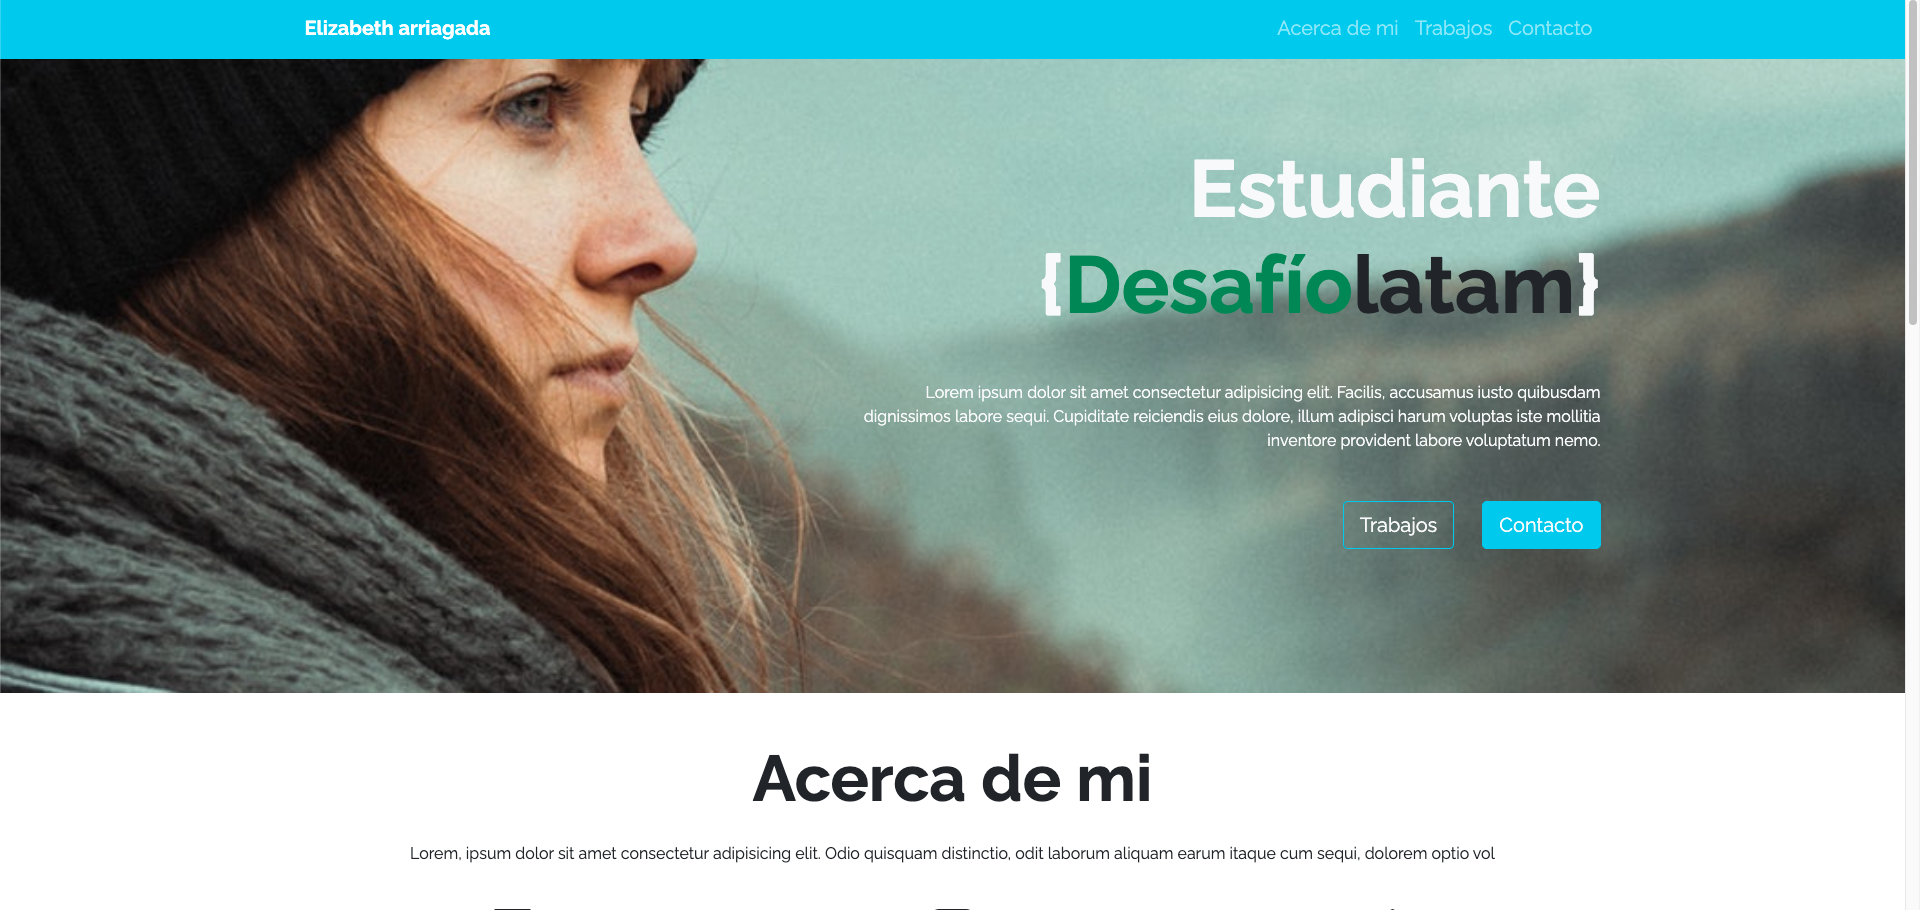 Elizabeth arriagada
Acerca de mi Trabajos Contacto
Estudiante
{Desafíolatam}
Lorem ipsum dolor sit amet consectetur adipisicing elit. Facilis, accusamus iusto quibusdam
dignissimos labore sequi. Cupiditate reiciendis eius dolore, illum adipisci harum voluptas iste mollitia
inventore provident labore voluptatum nemo.
Trabajos Contacto
Acerca de mi
Lorem, ipsum dolor sit amet consectetur adipisicing elit. Odio quisquam distinctio, odit laborum aliquam earum itaque cum sequi, dolorem optio vol